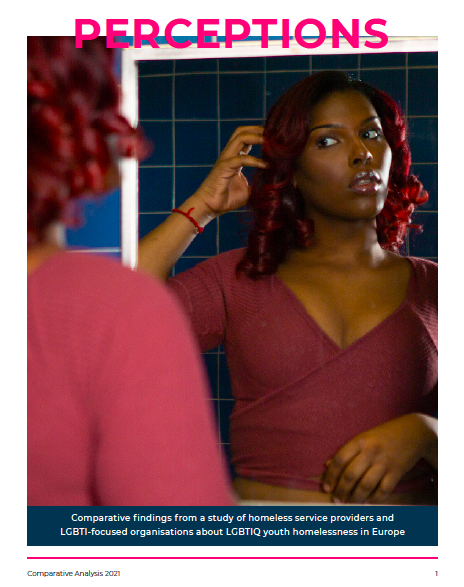 PERCEPTIONS
Comparative findings from a study of homeless service providers and
LGBTI-focused organisations about LGBTIQ youth homelessness in Europe
Comparative Analysis 2021
1